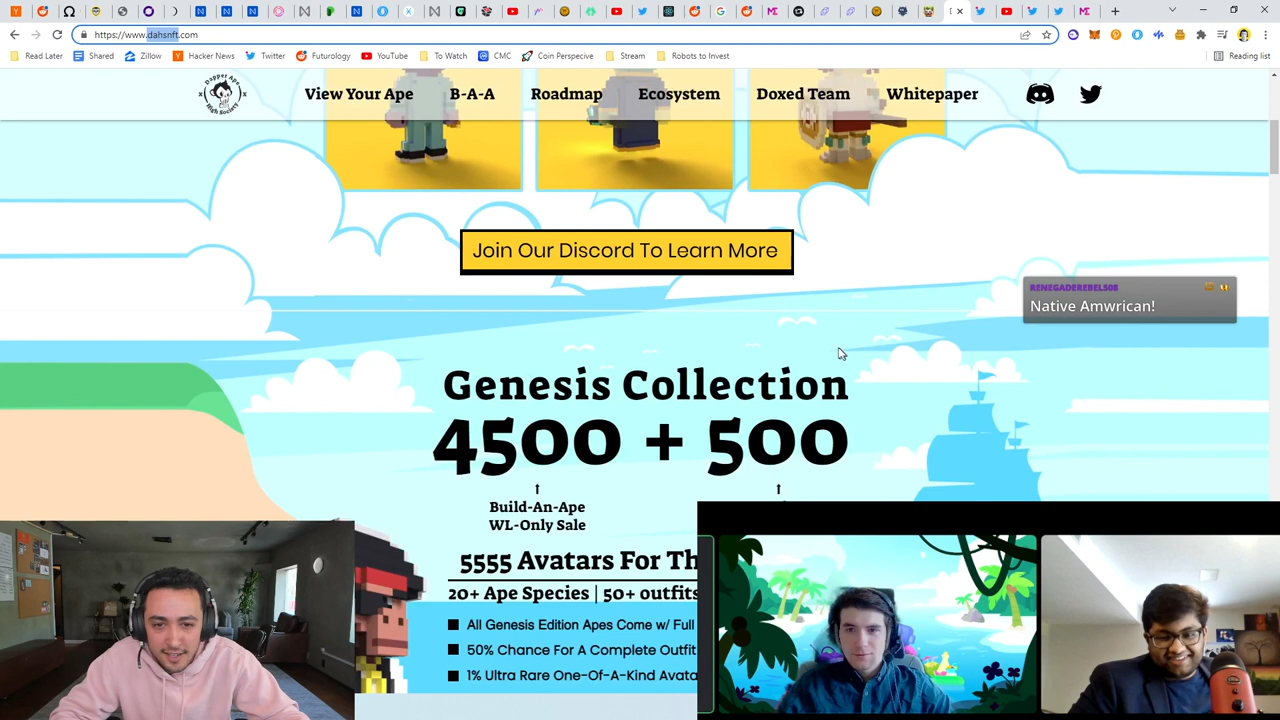 https://www.dahsnft.com
Read Later
Shared
Zillow
Hacker News
Twitter
Futurology
YouTube
To Watch
CMC
Coin Perspecive
Stream
Robots to Invest
Reading list
Dapper Ape
High Society
View Your Ape
B-A-A
Roadmap
Ecosystem
Doxed Team
Whitepaper
Join Our Discord To Learn More
RENEGADEREBEL508
Native Amwrican!
Genesis Collection
4500 + 500
Build-An-Ape
WL-Only Sale
5555 Avatars For Th
20+ Ape Species | 50+ outfits
All Genesis Edition Apes Come w/ Full
50% Chance For A Complete Outfit
1% Ultra Rare One-Of-A-Kind Avata